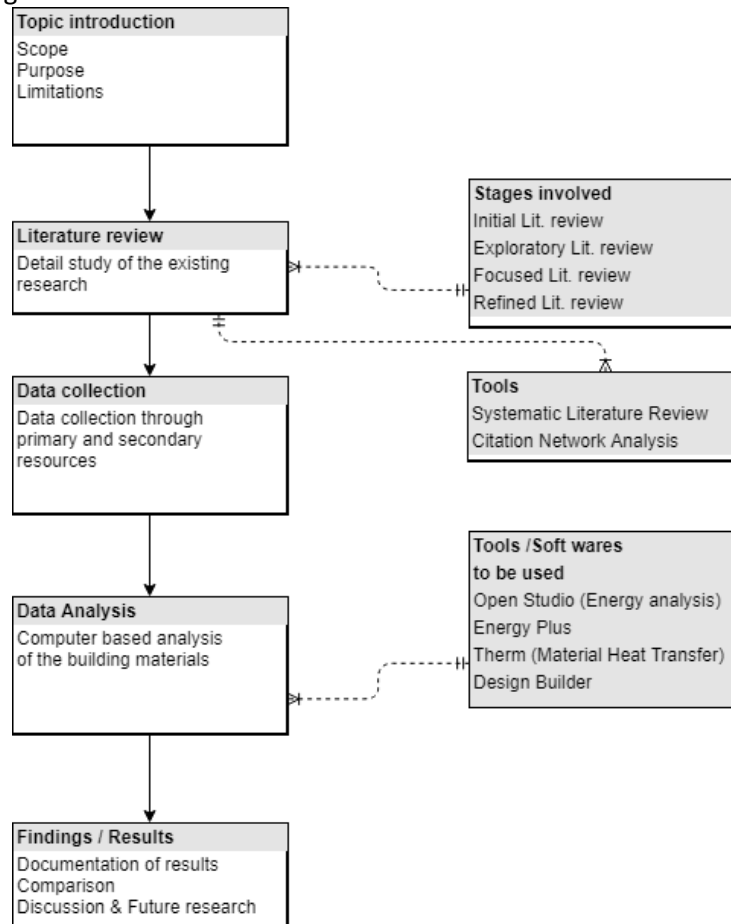 Topic introduction
Scope
Purpose
Limitations
Literature review
Detail study of the existing
research
Stages involved
Initial Lit. review
Exploratory Lit. review
Focused Lit. review
Refined Lit. review
Tools
Systematic Literature Review
Citation Network Analysis
Data collection
Data collection through
primary and secondary
resources
Data Analysis
Computer based analysis
of the building materials
Tools /Soft wares
to be used
Open Studio (Energy analysis)
Energy Plus
Therm (Material Heat Transfer)
Design Builder
Findings / Results
Documentation of results
Comparison
Discussion & Future research